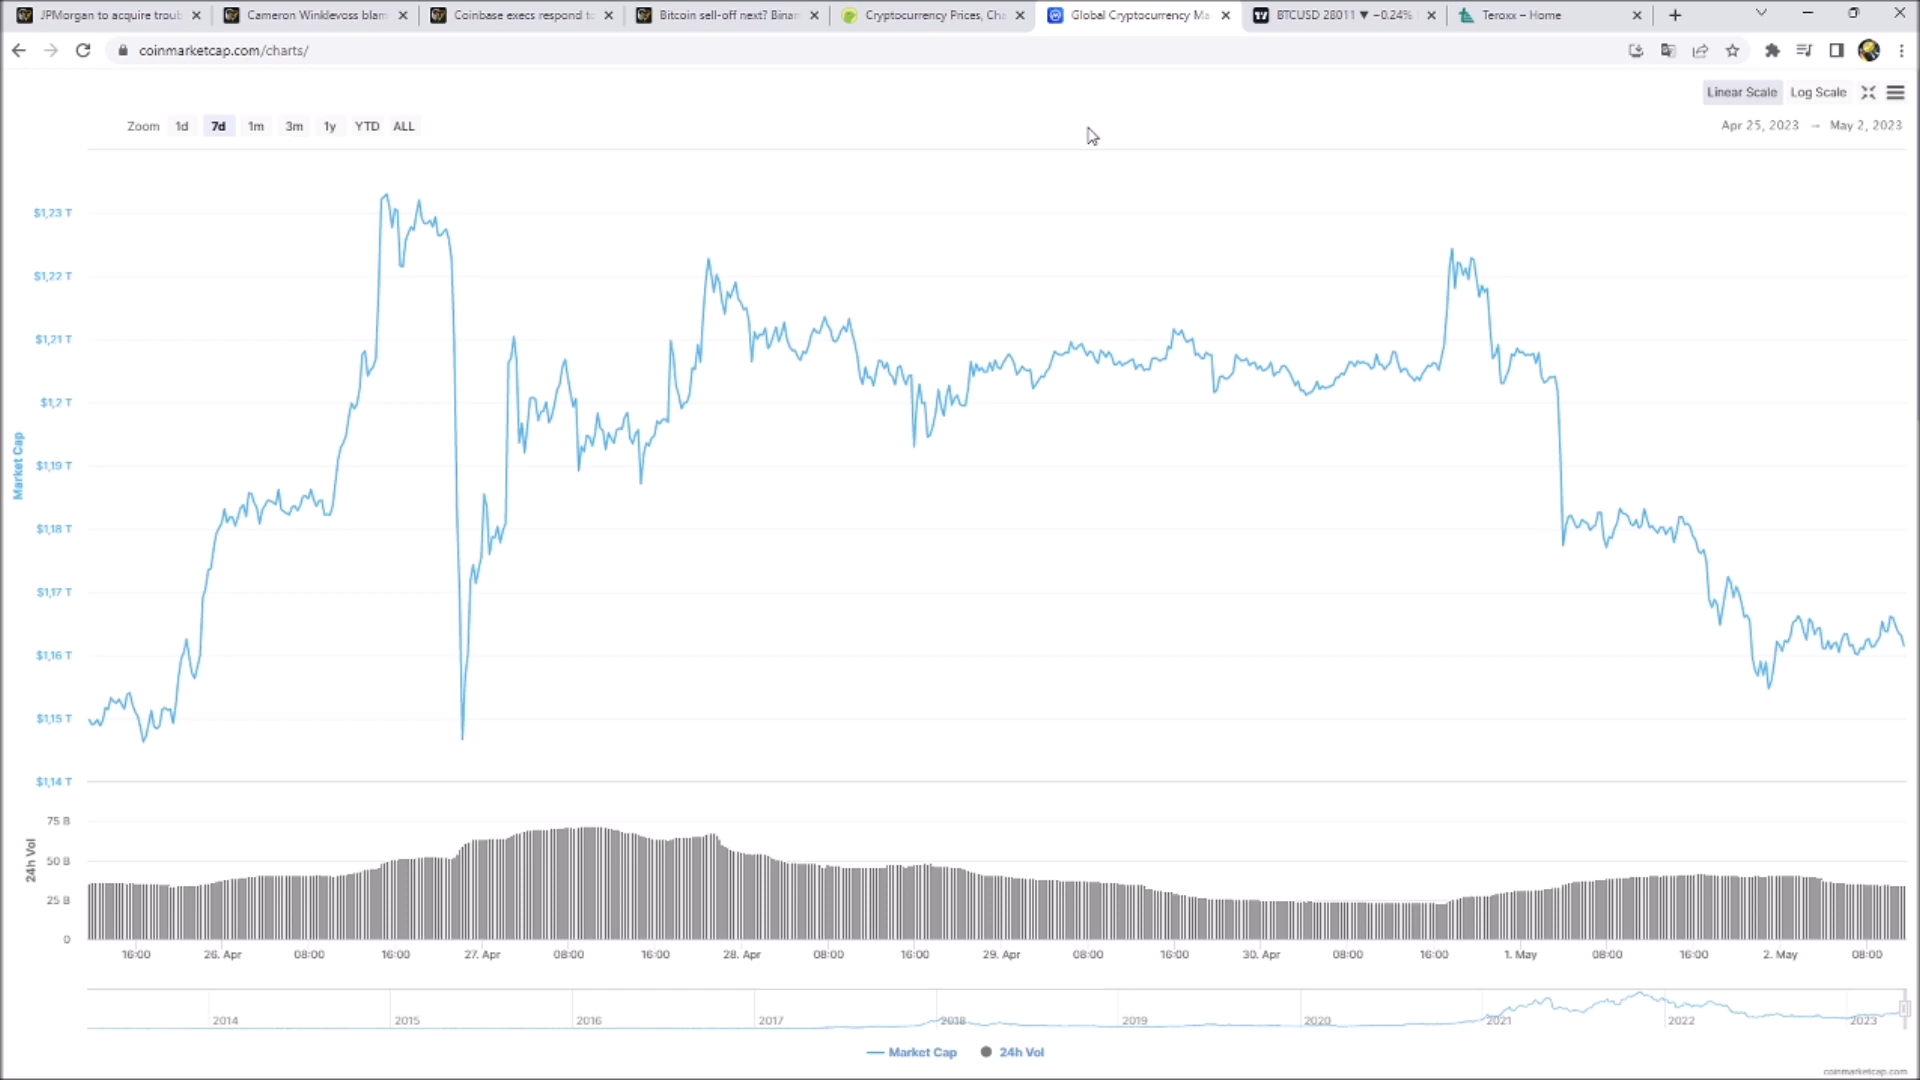 JPMorgan to acquire troub
Cameron Winklevoss blam
Coinbase execs respond to
Bitcoin sell-off next? Binan
Cryptocurrency Prices, Cha
Global Cryptocurrency Ma
BTCUSD 28011 ▼ −0.24%
Teroxx – Home
coinmarketcap.com/charts/
Linear Scale Log Scale
Zoom 1d 7d 1m 3m 1y YTD ALL
Apr 25, 2023 → May 2, 2023
$1,23 T
$1,22 T
$1,21 T
$1,2 T
$1,19 T
$1,18 T
$1,17 T
$1,16 T
$1,15 T
$1,14 T
Market Cap
75 B
50 B
25 B
0
24h Vol
16:00 26. Apr 08:00 16:00 27. Apr 08:00 16:00 28. Apr 08:00 16:00 29. Apr 08:00 16:00 30. Apr 08:00 16:00 1. May 08:00 16:00 2. May 08:00
2014 2015 2016 2017 2018 2019 2020 2021 2022 2023
Market Cap 24h Vol
coinmarketcap.com